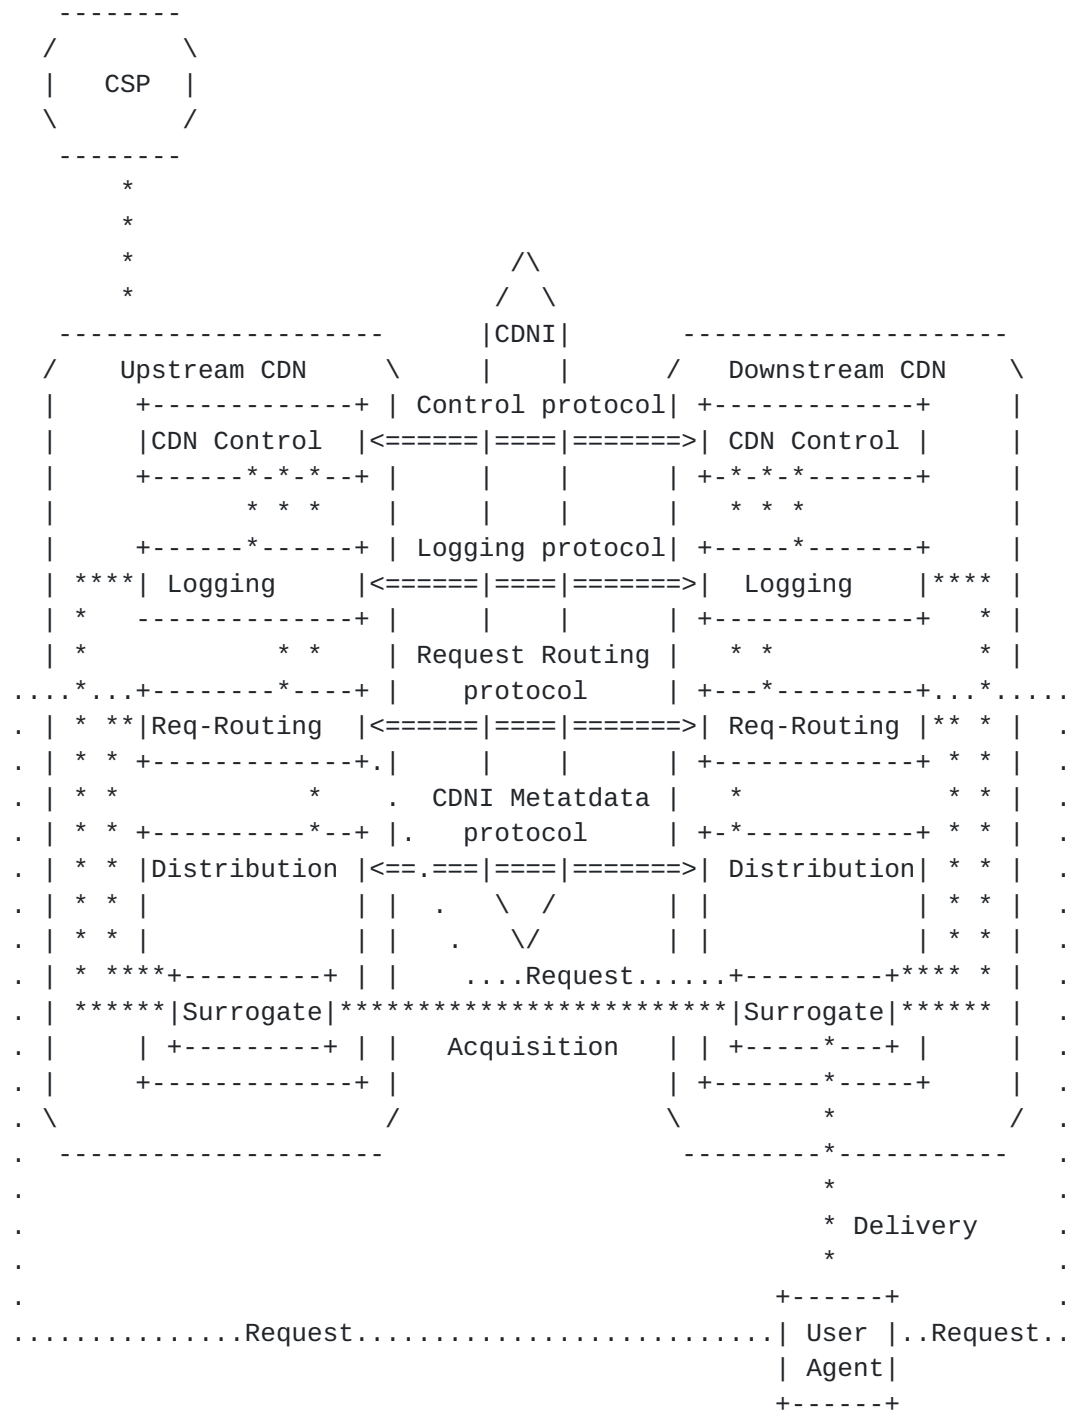 CSP
CDNI
Upstream CDN Downstream CDN
Control protocol
CDN Control CDN Control
Logging protocol
Logging Logging
Request Routing
protocol
Req-Routing Req-Routing
CDNI Metatdata
protocol
Distribution Distribution
Request
Surrogate Surrogate
Acquisition
Delivery
Request User Request
Agent